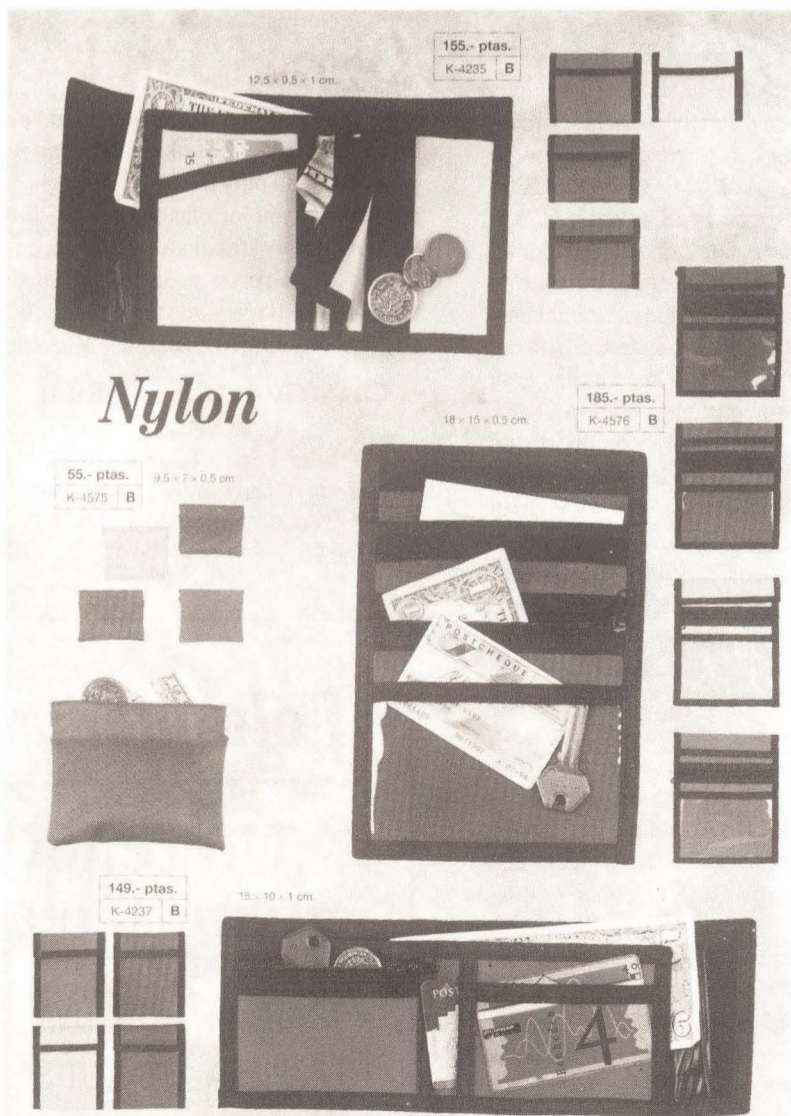 155.- ptas.
K-4235 B
12.5 × 9.5 × 1 cm.
Nylon
18 × 15 × 0.5 cm.
185.- ptas.
K-4576 B
55.- ptas.
K-4575 B
9.5 × 7 × 0.5 cm.
POSTCHEQUE
149.- ptas.
K-4237 B
10 × 1 cm.
POST
4